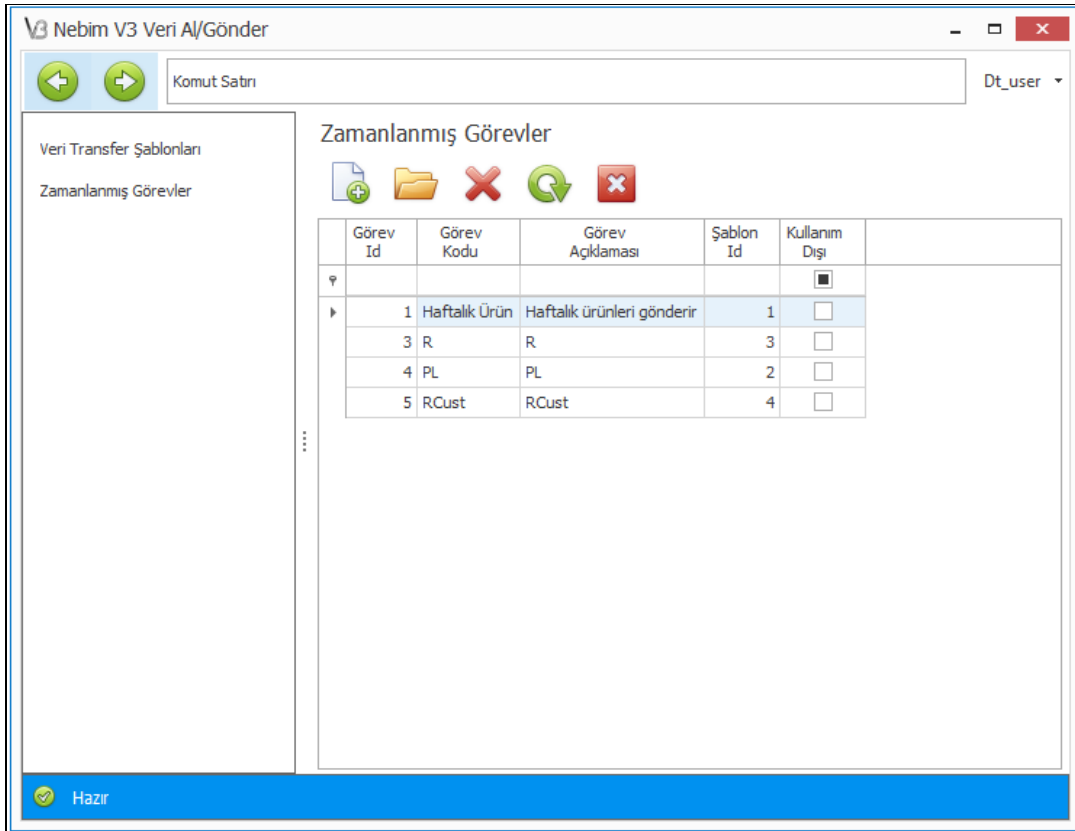 V3 Nebim V3 Veri Al/Gönder
Komut Satırı
Dt_user
Veri Transfer Şablonları
Zamanlanmış Görevler
Zamanlanmış Görevler
Görev Id Görev Kodu Görev Açıklaması Şablon Id Kullanım Dışı
1 Haftalık Ürün Haftalık ürünleri gönderir 1
3 R R 3
4 PL PL 2
5 RCust RCust 4
Hazır